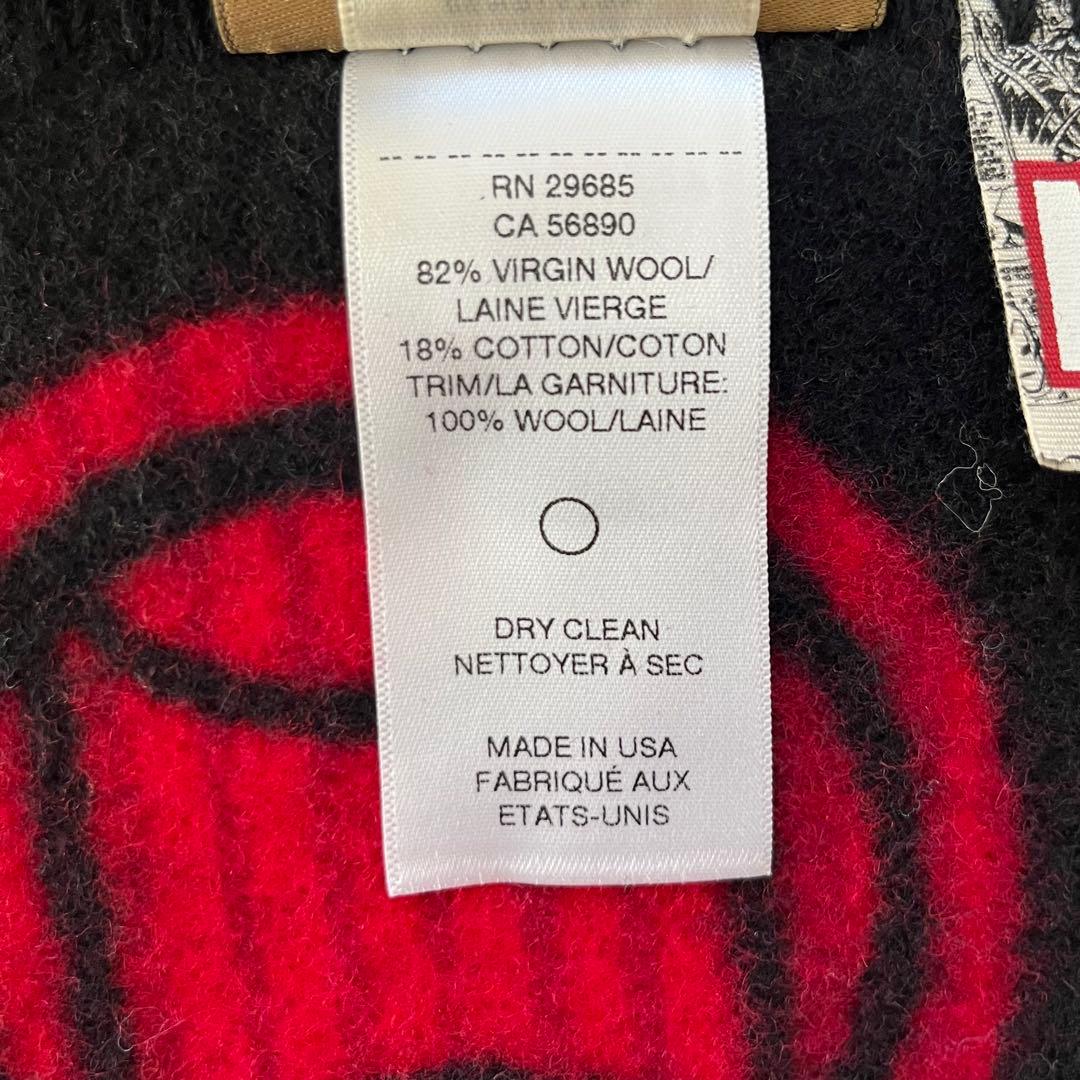 RN 29685
CA 56890
82% VIRGIN WOOL/
LAINE VIERGE
18% COTTON/COTON
TRIM/LA GARNITURE:
100% WOOL/LAINE
DRY CLEAN
NETTOYER À SEC
MADE IN USA
FABRIQUÉ AUX
ETATS-UNIS